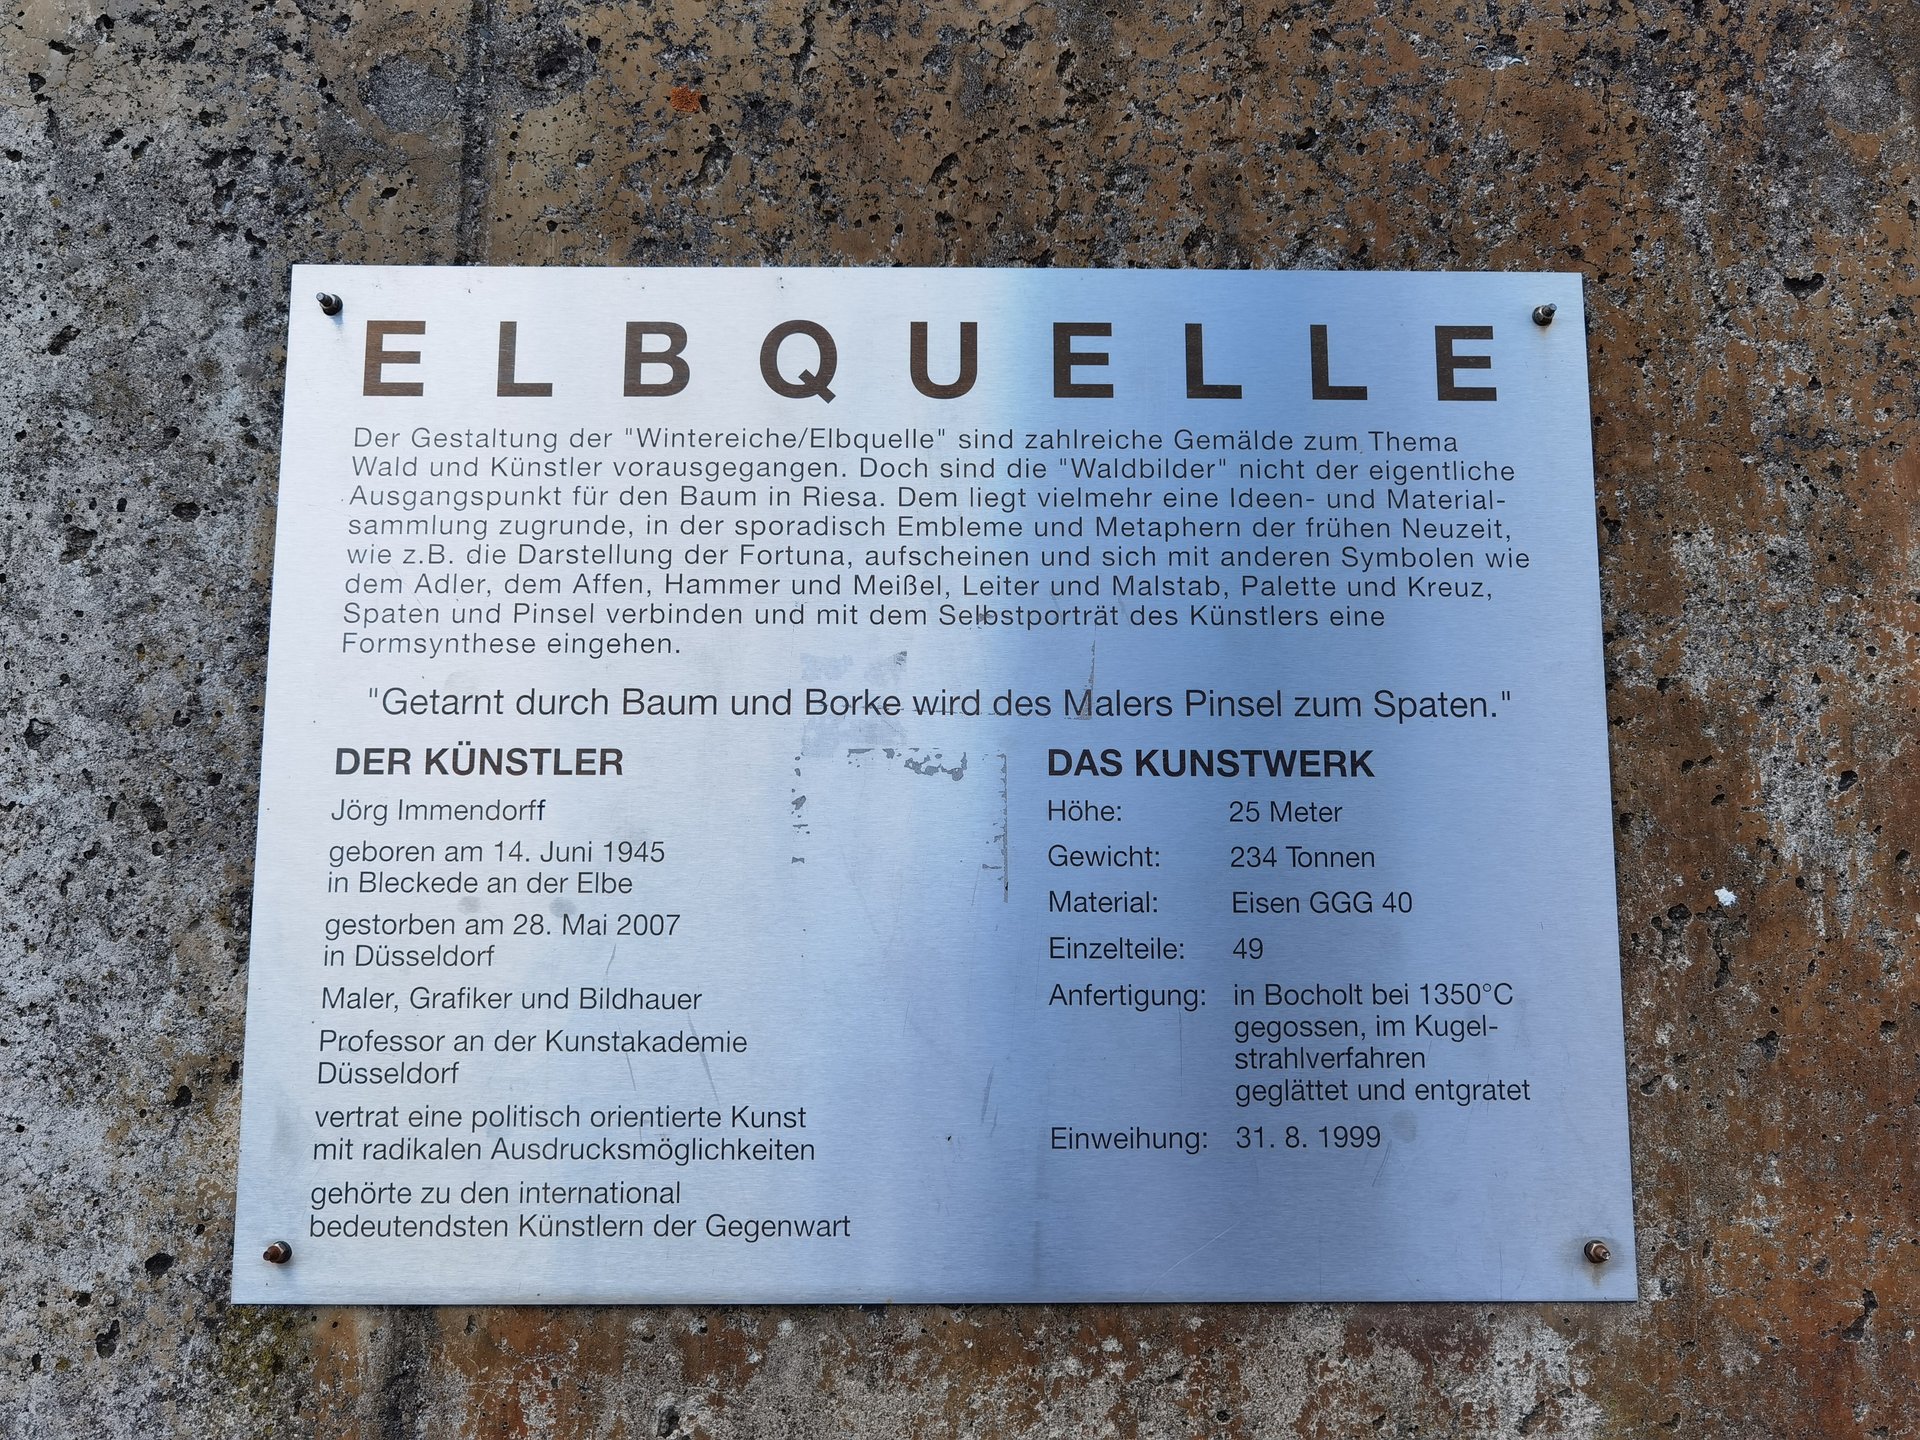 ELBQUELLE
Der Gestaltung der "Wintereiche/Elbquelle" sind zahlreiche Gemälde zum Thema
Wald und Künstler vorausgegangen. Doch sind die "Waldbilder" nicht der eigentliche
Ausgangspunkt für den Baum in Riesa. Dem liegt vielmehr eine Ideen- und Material-
sammlung zugrunde, in der sporadisch Embleme und Metaphern der frühen Neuzeit,
wie z.B. die Darstellung der Fortuna, aufscheinen und sich mit anderen Symbolen wie
dem Adler, dem Affen, Hammer und Meißel, Leiter und Malstab, Palette und Kreuz,
Spaten und Pinsel verbinden und mit dem Selbstporträt des Künstlers eine
Formsynthese eingehen.
"Getarnt durch Baum und Borke wird des Malers Pinsel zum Spaten."
DER KÜNSTLER
Jörg Immendorff
geboren am 14. Juni 1945
in Bleckede an der Elbe
gestorben am 28. Mai 2007
in Düsseldorf
Maler, Grafiker und Bildhauer
Professor an der Kunstakademie
Düsseldorf
vertrat eine politisch orientierte Kunst
mit radikalen Ausdrucksmöglichkeiten
gehörte zu den international
bedeutendsten Künstlern der Gegenwart
DAS KUNSTWERK
Höhe: 25 Meter
Gewicht: 234 Tonnen
Material: Eisen GGG 40
Einzelteile: 49
Anfertigung: in Bocholt bei 1350°C
gegossen, im Kugel-
strahlverfahren
geglättet und entgratet
Einweihung: 31. 8. 1999